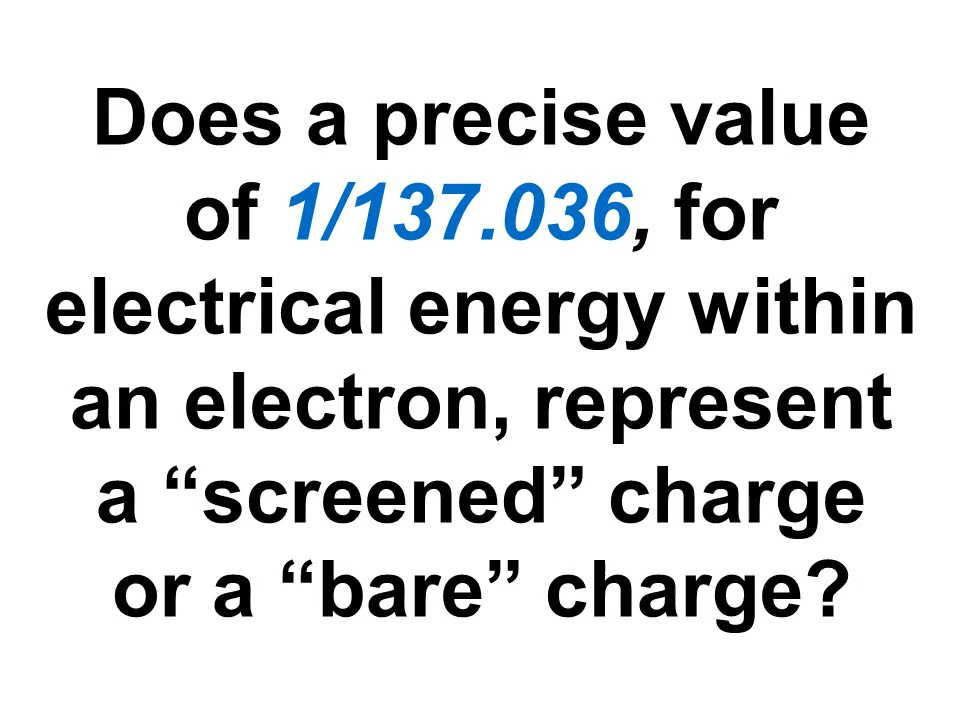 Does a precise value
of 1/137.036, for
electrical energy within
an electron, represent
a “screened” charge
or a “bare” charge?